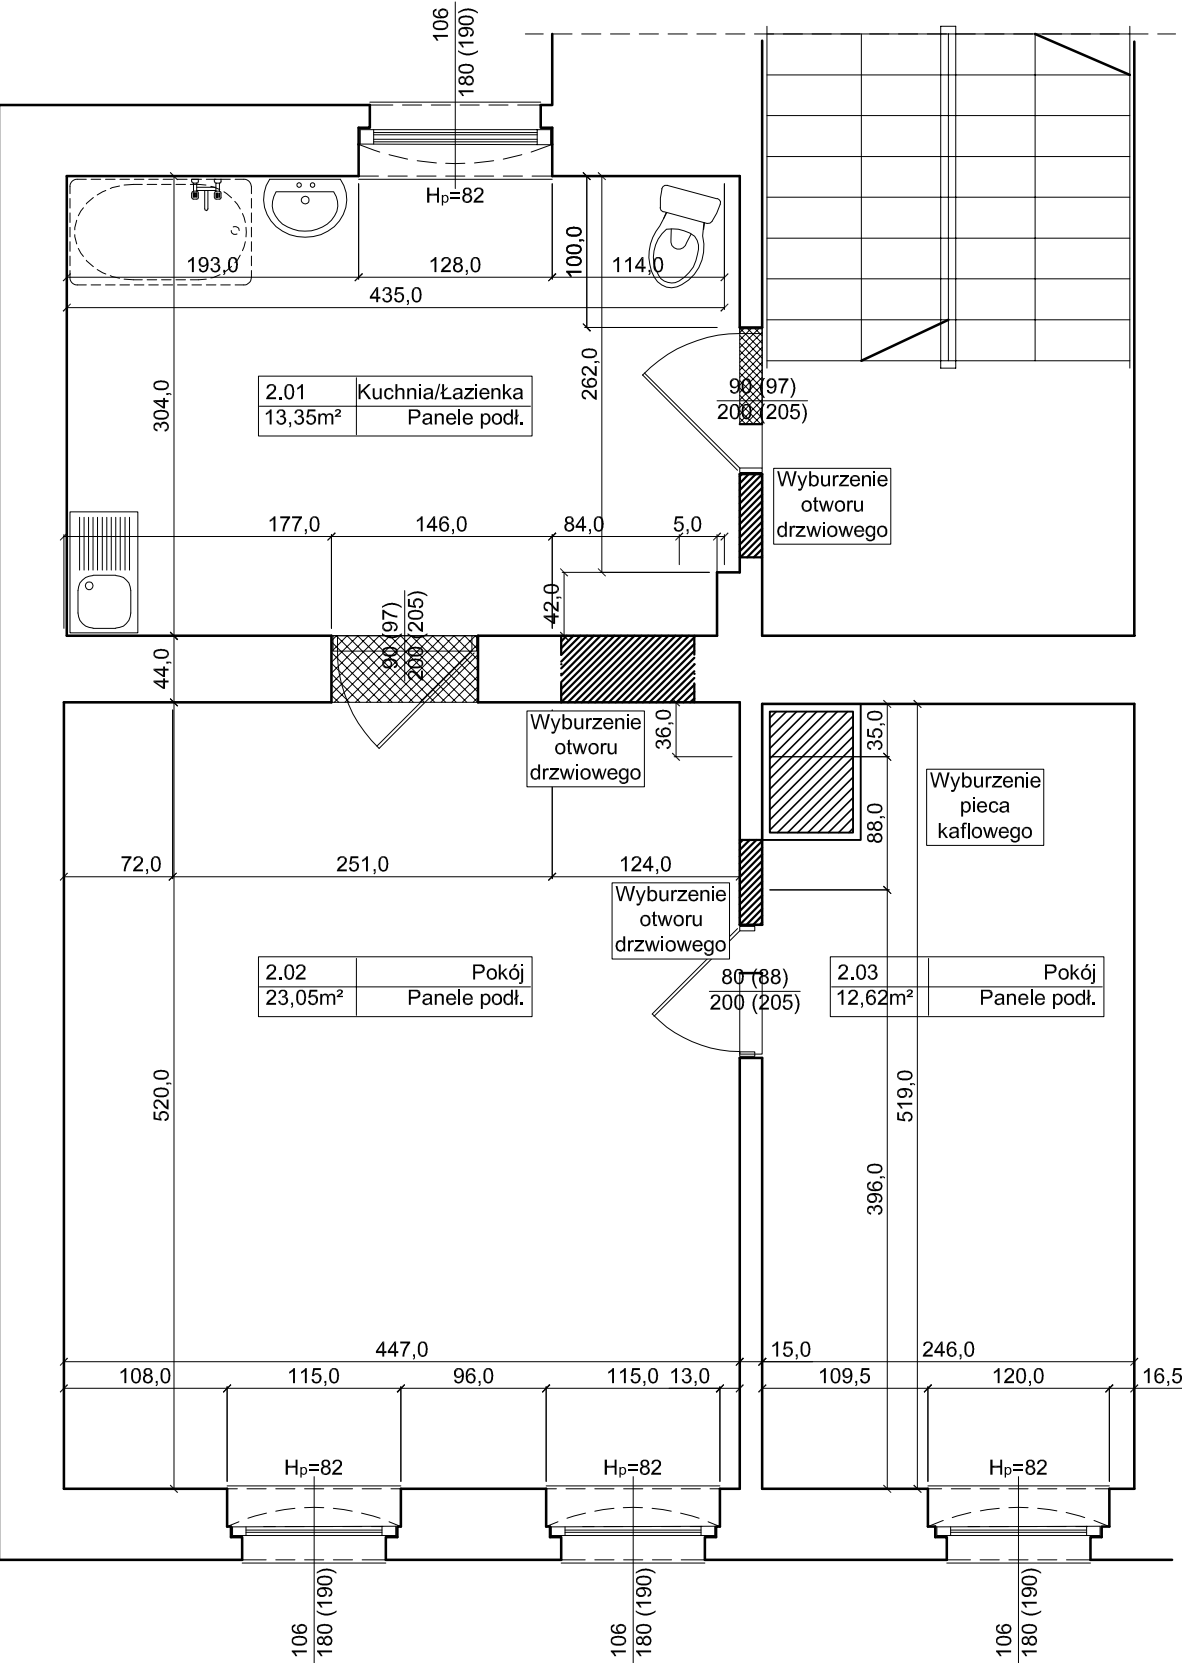 106
180 (190)
Hp=82
193,0
128,0
114,0
100,0
435,0
304,0
262,0
2.01 Kuchnia/Łazienka
13,35m² Panele podł.
90 (97)
200 (205)
Wyburzenie
otworu
drzwiowego
177,0
146,0
84,0
5,0
42,0
90 (97)
200 (205)
44,0
Wyburzenie
otworu
drzwiowego
36,0
35,0
Wyburzenie
pieca
kaflowego
88,0
72,0
251,0
124,0
Wyburzenie
otworu
drzwiowego
2.02 Pokój
23,05m² Panele podł.
80 (88)
200 (205)
2.03 Pokój
12,62m² Panele podł.
520,0
519,0
396,0
447,0
15,0
246,0
108,0
115,0
96,0
115,0
13,0
109,5
120,0
16,5
Hp=82
Hp=82
Hp=82
106
180 (190)
106
180 (190)
106
180 (190)